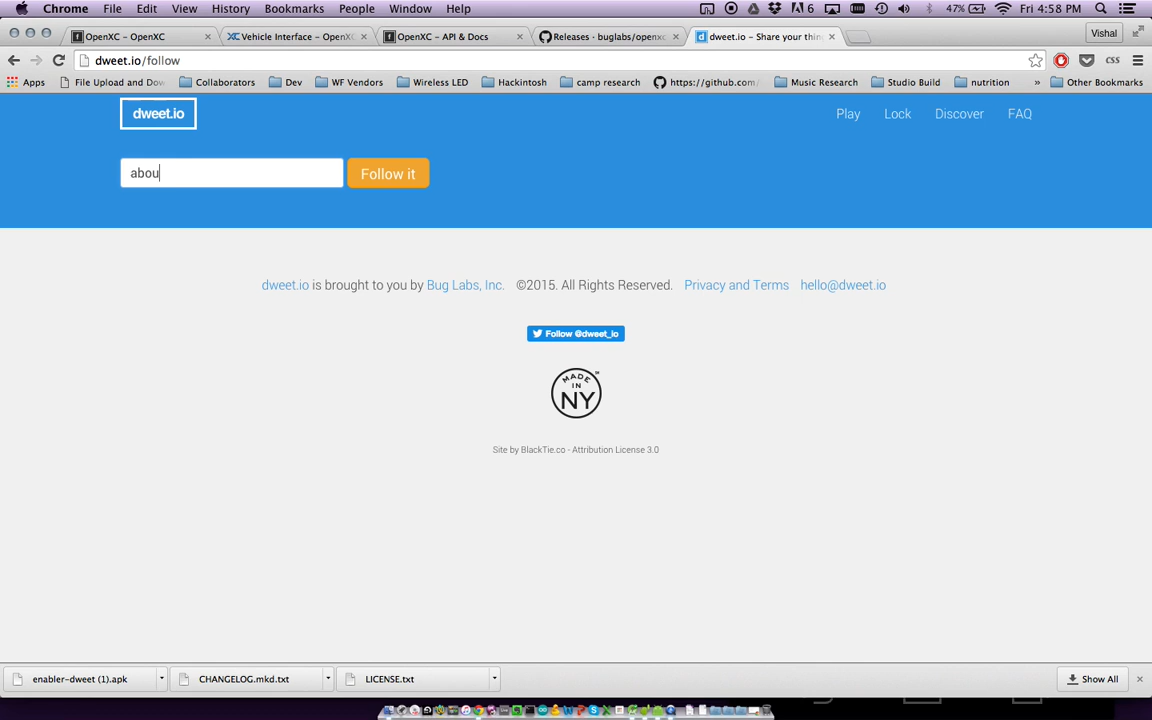 Chrome File Edit View History Bookmarks People Window Help 6 47% Fri 4:58 PM
OpenXC - OpenXC Vehicle Interface - OpenXC OpenXC - API & Docs Releases · buglabs/openxc dweet.io - Share your thin Vishal
dweet.io/follow CSS
Apps File Upload and Dow Collaborators Dev WF Vendors Wireless LED Hackintosh camp research https://github.com/ Music Research Studio Build nutrition » Other Bookmarks
dweet.io Play Lock Discover FAQ
abou Follow it
dweet.io is brought to you by Bug Labs, Inc. ©2015. All Rights Reserved. Privacy and Terms hello@dweet.io
Follow @dweet_io
MADE
IN
NY
Site by BlackTie.co - Attribution License 3.0
enabler-dweet (1).apk CHANGELOG.mkd.txt LICENSE.txt Show All